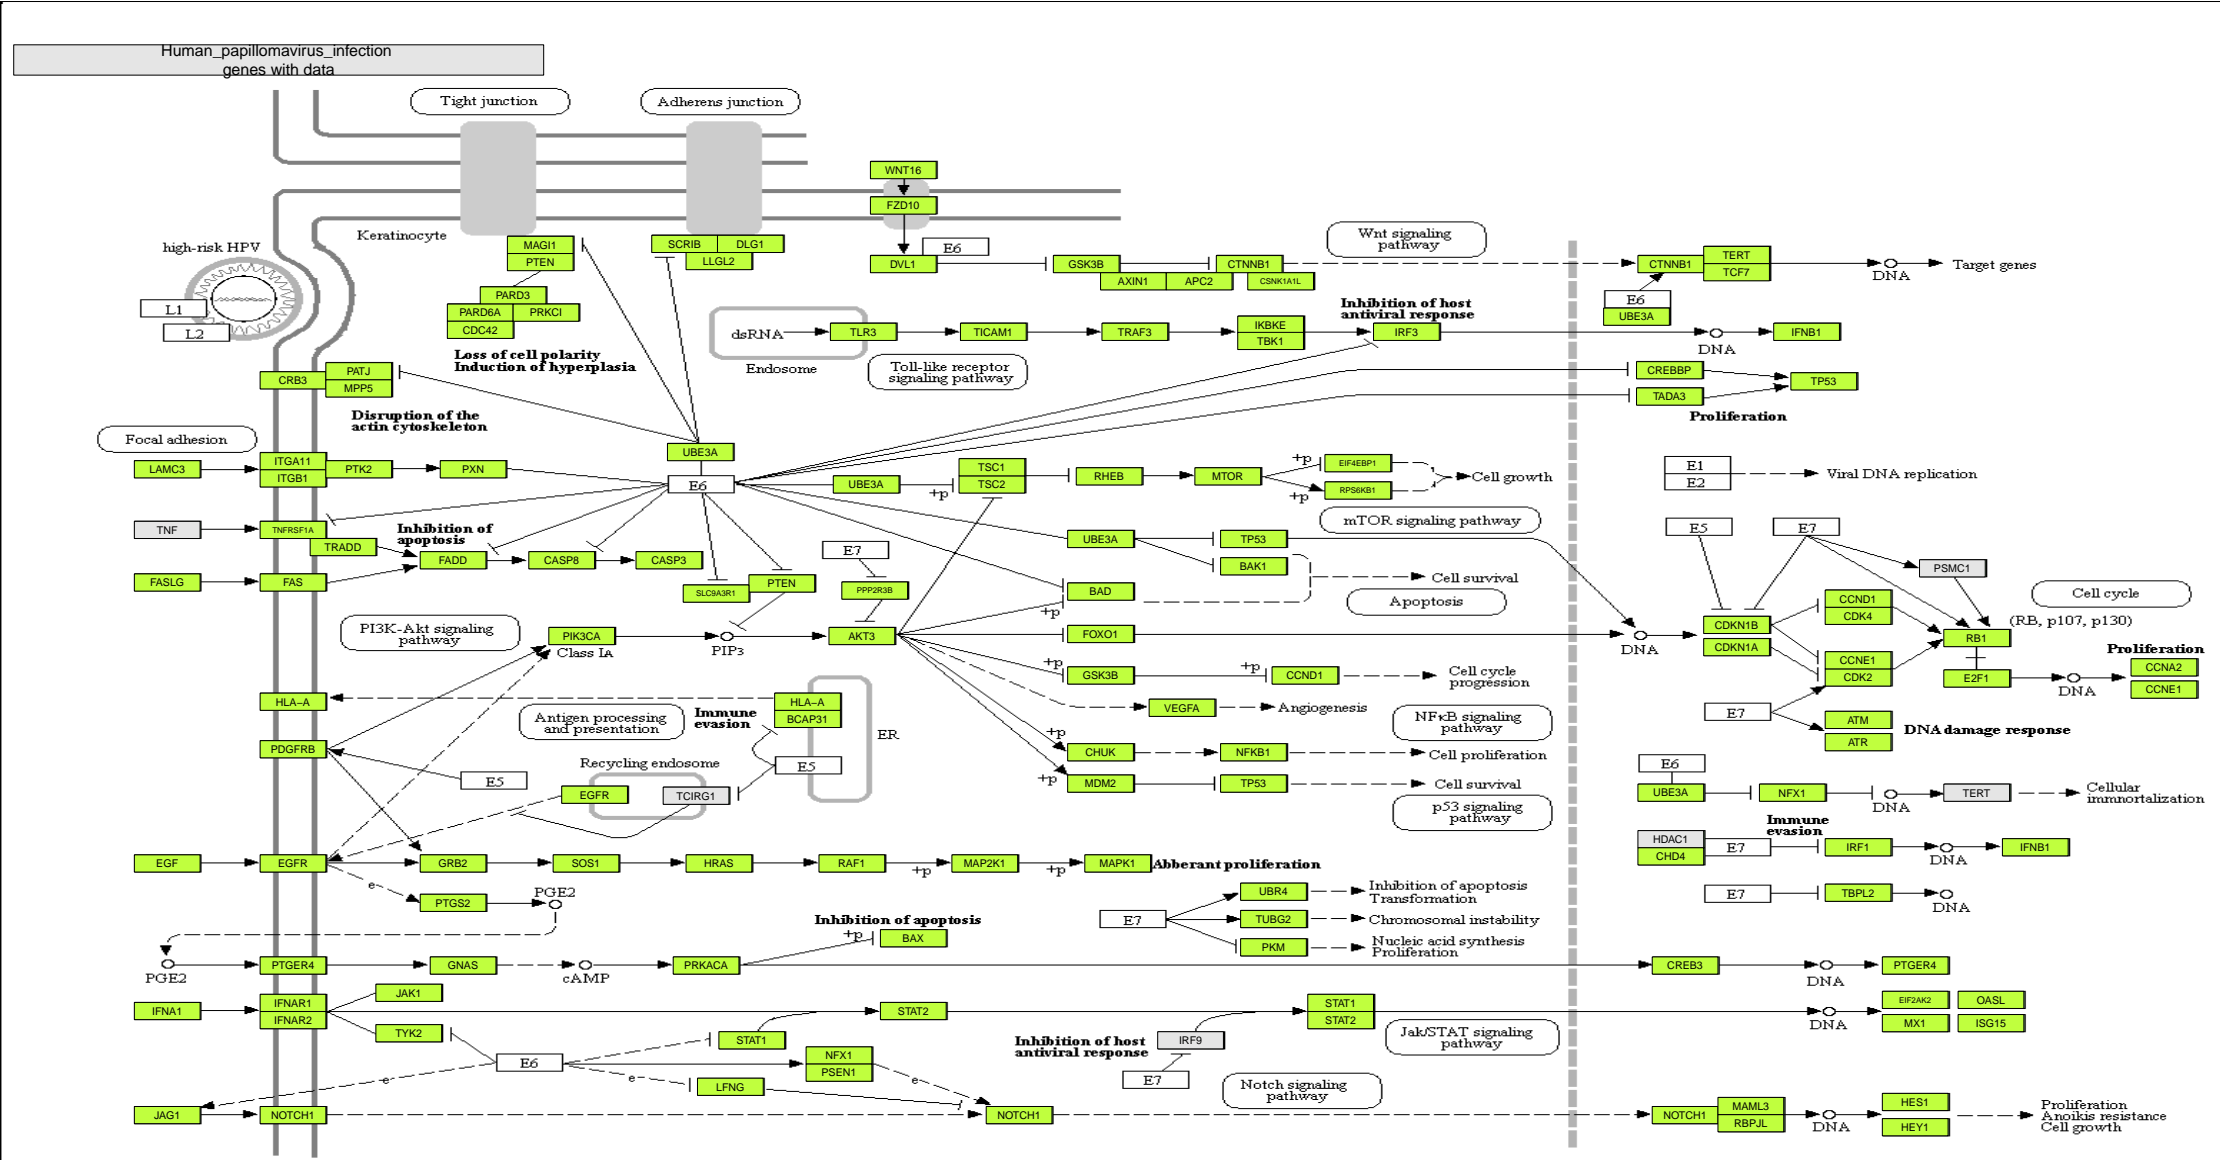 Human_papillomavirus_infection
genes with data
Tight junction
Adherens junction
WNT16
FZD10
Keratinocyte
high-risk HPV
MAGI1
PTEN
SCRIB
DLG1
LLGL2
E6
DVL1
GSK3B
CTNNB1
AXIN1
APC2
CSNK1A1L
Wnt signaling
pathway
CTNNB1
TERT
TCF7
DNA
Target genes
L1
L2
PARD3
PARD6A
PRKCI
CDC42
E6
UBE3A
Loss of cell polarity
Induction of hyperplasia
dsRNA
TLR3
TICAM1
TRAF3
IKBKE
TBK1
Inhibition of host
antiviral response
IRF3
DNA
IFNB1
Endosome
Toll-like receptor
signaling pathway
CRB3
PATJ
MPP5
CREBBP
TADA3
TP53
Proliferation
Disruption of the
actin cytoskeleton
Focal adhesion
LAMC3
ITGA11
ITGB1
PTK2
PXN
UBE3A
E6
UBE3A
+p
TSC1
TSC2
RHEB
MTOR
+p
+p
EIF4EBP1
RPS6KB1
Cell growth
mTOR signaling pathway
E1
E2
Viral DNA replication
TNF
TNFRSF1A
TRADD
Inhibition of
apoptosis
FADD
CASP8
CASP3
FASLG
FAS
SLC9A3R1
PTEN
E7
PPP2R3B
UBE3A
TP53
BAK1
Cell survival
BAD
+p
Apoptosis
E5
E7
PSMC1
Cell cycle
(RB, p107, p130)
CDKN1B
CDKN1A
CCND1
CDK4
CCNE1
CDK2
RB1
E2F1
DNA
Proliferation
CCNA2
CCNE1
PI3K-Akt signaling
pathway
PIK3CA
Class IA
PIP3
AKT3
FOXO1
DNA
+p
GSK3B
+p
CCND1
Cell cycle
progression
VEGFA
Angiogenesis
E7
ATM
ATR
DNA damage response
HLA-A
HLA-A
BCAP31
Antigen processing
and presentation
Immune
evasion
ER
E5
NFκB signaling
pathway
+p
CHUK
NFKB1
Cell proliferation
PDGFRB
E5
Recycling endosome
EGFR
TCIRG1
+p
MDM2
TP53
Cell survival
p53 signaling
pathway
E6
UBE3A
NFX1
DNA
TERT
Cellular
immnortalization
EGF
EGFR
GRB2
SOS1
HRAS
RAF1
+p
MAP2K1
+p
MAPK1
Abberant proliferation
HDAC1
CHD4
E7
Immune
evasion
IRF1
DNA
IFNB1
e
PTGS2
PGE2
E7
UBR4
Inhibition of apoptosis
Transformation
TUBG2
Chromosomal instability
PKM
Nucleic acid synthesis
Proliferation
E7
TBPL2
DNA
Inhibition of apoptosis
+p
BAX
PGE2
PTGER4
GNAS
cAMP
PRKACA
CREB3
DNA
PTGER4
IFNA1
IFNAR1
IFNAR2
JAK1
TYK2
STAT1
STAT2
STAT1
STAT2
IRF9
E7
Inhibition of host
antiviral response
Jak/STAT signaling
pathway
DNA
EIF2AK2
OASL
MX1
ISG15
E6
NFX1
PSEN1
LFNG
e
e
e
Notch signaling
pathway
JAG1
NOTCH1
NOTCH1
NOTCH1
MAML3
RBPJL
DNA
HES1
HEY1
Proliferation
Anoikis resistance
Cell growth